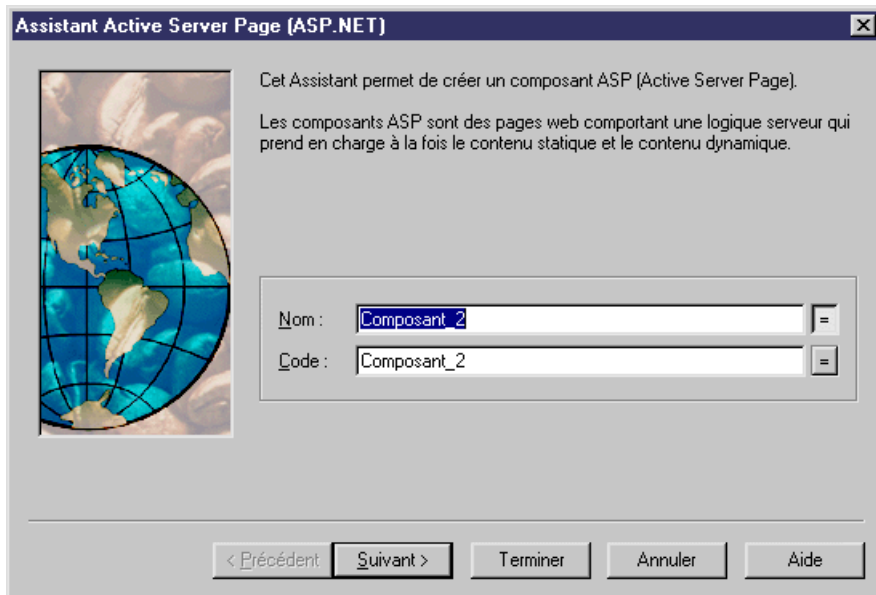 Assistant Active Server Page (ASP.NET)
Cet Assistant permet de créer un composant ASP (Active Server Page).
Les composants ASP sont des pages web comportant une logique serveur qui
prend en charge à la fois le contenu statique et le contenu dynamique.
Nom : Composant_2 =
Code : Composant_2 =
< Précédent Suivant > Terminer Annuler Aide